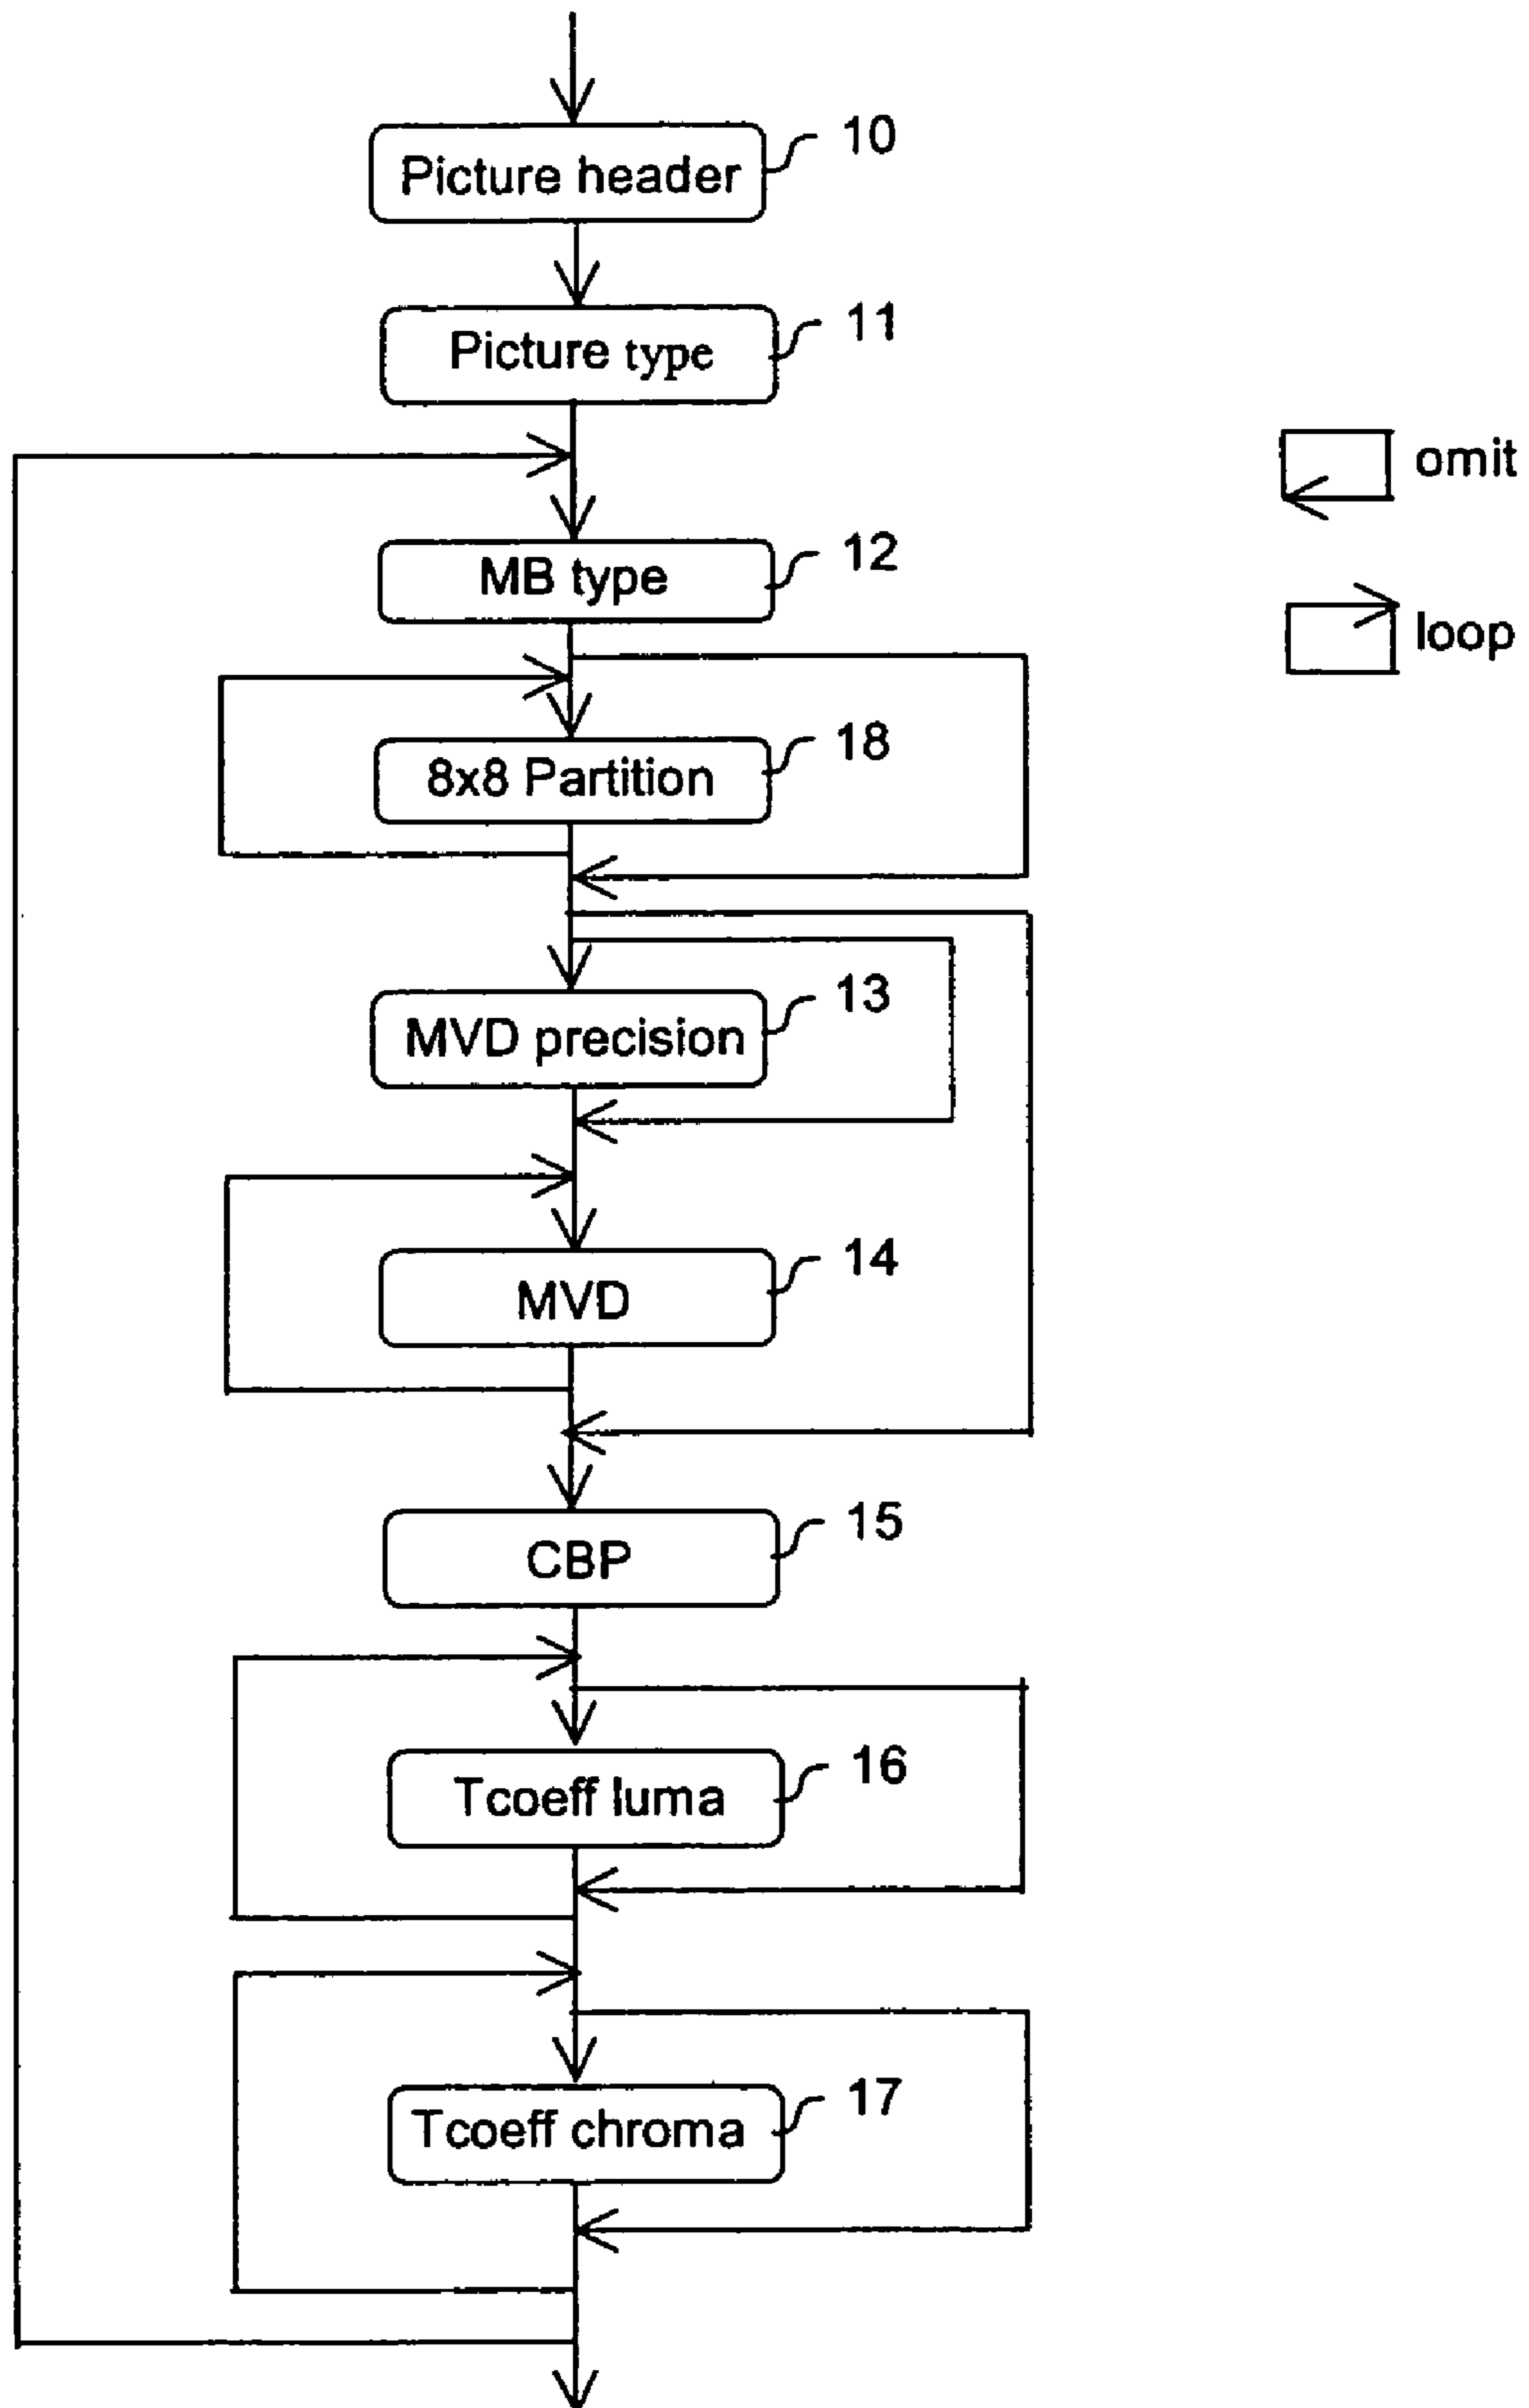 10
Picture header
11
Picture type
omit
12
MB type
loop
18
8x8 Partition
13
MVD precision
14
MVD
15
CBP
16
Tcoeff luma
17
Tcoeff chroma